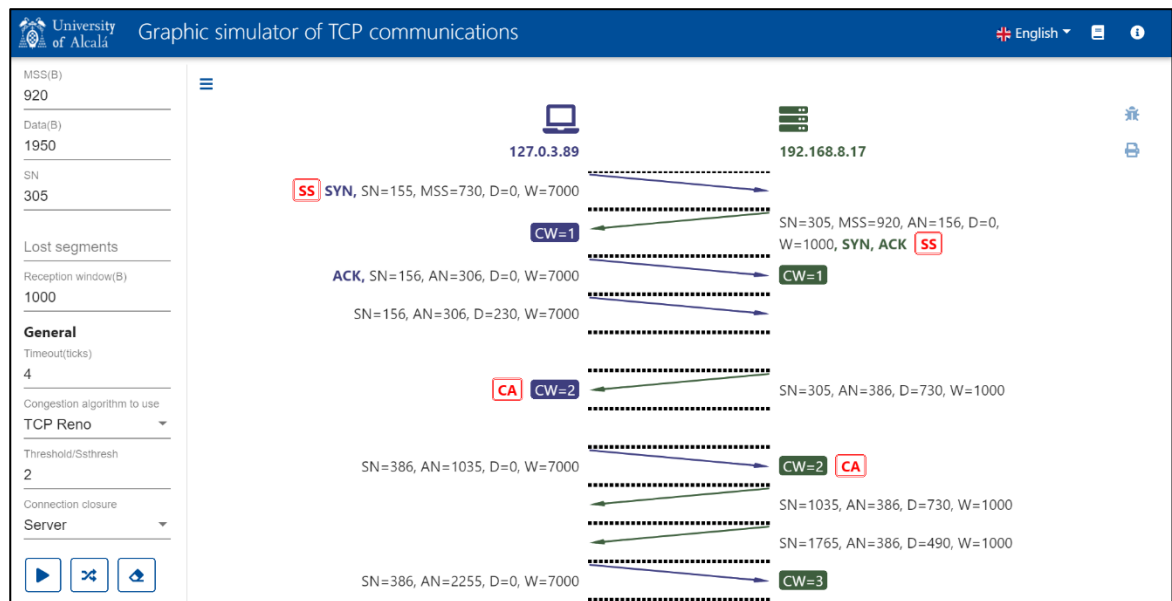 University
of Alcalá
Graphic simulator of TCP communications
English
MSS(B)
920
Data(B)
1950
SN
305
Lost segments
Reception window(B)
1000
General
Timeout(ticks)
4
Congestion algorithm to use
TCP Reno
Threshold/Ssthresh
2
Connection closure
Server
127.0.3.89
192.168.8.17
SS SYN, SN=155, MSS=730, D=0, W=7000
CW=1
SN=305, MSS=920, AN=156, D=0,
W=1000, SYN, ACK SS
ACK, SN=156, AN=306, D=0, W=7000
CW=1
SN=156, AN=306, D=230, W=7000
CA CW=2
SN=305, AN=386, D=730, W=1000
SN=386, AN=1035, D=0, W=7000
CW=2 CA
SN=1035, AN=386, D=730, W=1000
SN=1765, AN=386, D=490, W=1000
SN=386, AN=2255, D=0, W=7000
CW=3